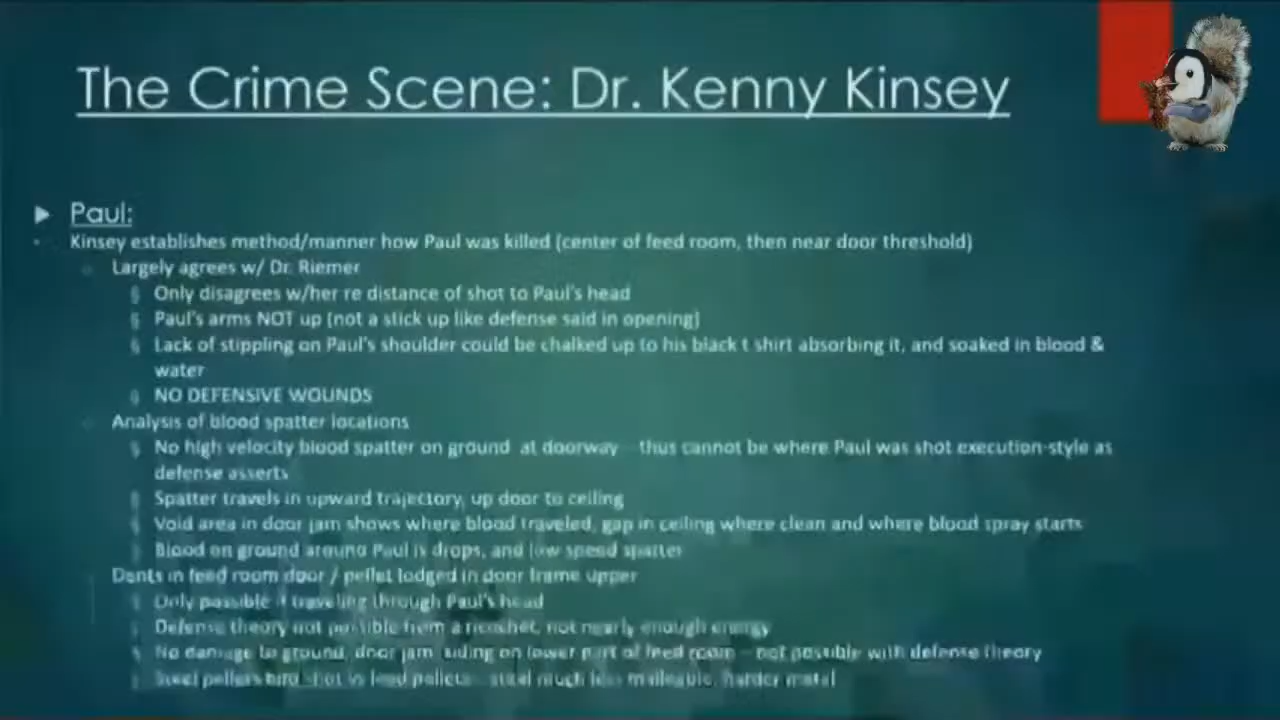 The Crime Scene: Dr. Kenny Kinsey
Paul:
Kinsey establishes method/manner how Paul was killed (center of feed room, then near door threshold)
Largely agrees w/ Dr. Riemer
Only disagrees w/her re distance of shot to Paul's head
Paul's arms NOT up (not a stick up like defense said in opening)
Lack of stippling on Paul's shoulder could be chalked up to his black t shirt absorbing it, and soaked in blood &
water
NO DEFENSIVE WOUNDS
Analysis of blood spatter locations
No high velocity blood spatter on ground at doorway – thus cannot be where Paul was shot execution-style as
defense asserts
Spatter travels in upward trajectory, up door to ceiling
Void area in door jam shows where blood traveled, gap in ceiling where clean and where blood spray starts
Blood on ground around Paul is drops, and low speed spatter
Dents in feed room door / pellet lodged in door frame upper
Only possible if traveling through Paul's head
Defense theory not possible from a ricochet, not nearly enough energy
No damage to ground, door jam, siding on lower part of feed room – not possible with defense theory
Steel pellets bird shot vs lead pellets – steel much less malleable, harder metal